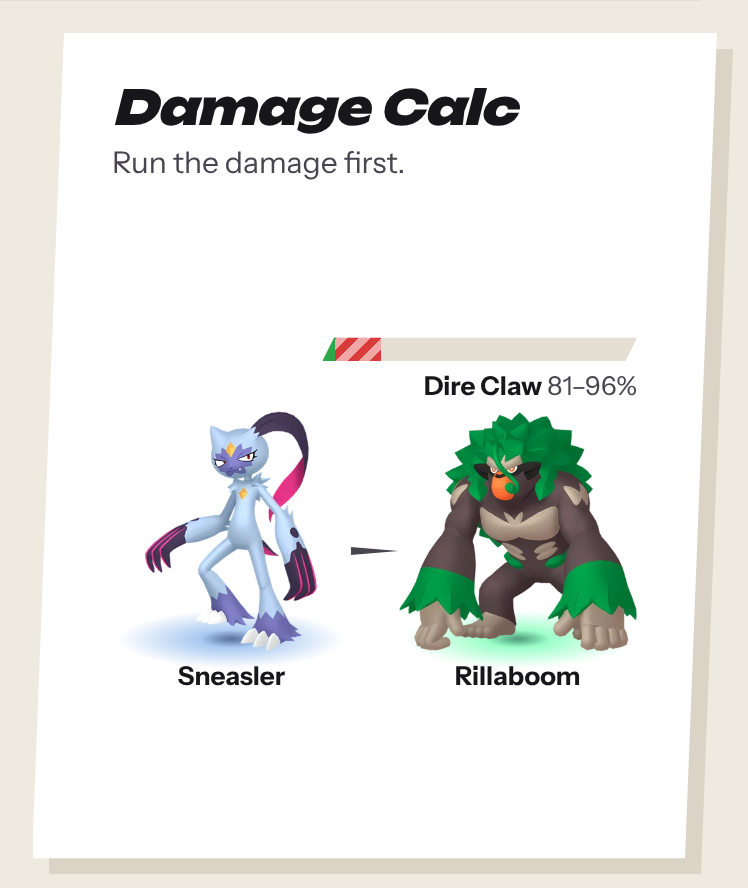 Damage Calc
Run the damage first.
Dire Claw 81–96%
Sneasler
Rillaboom